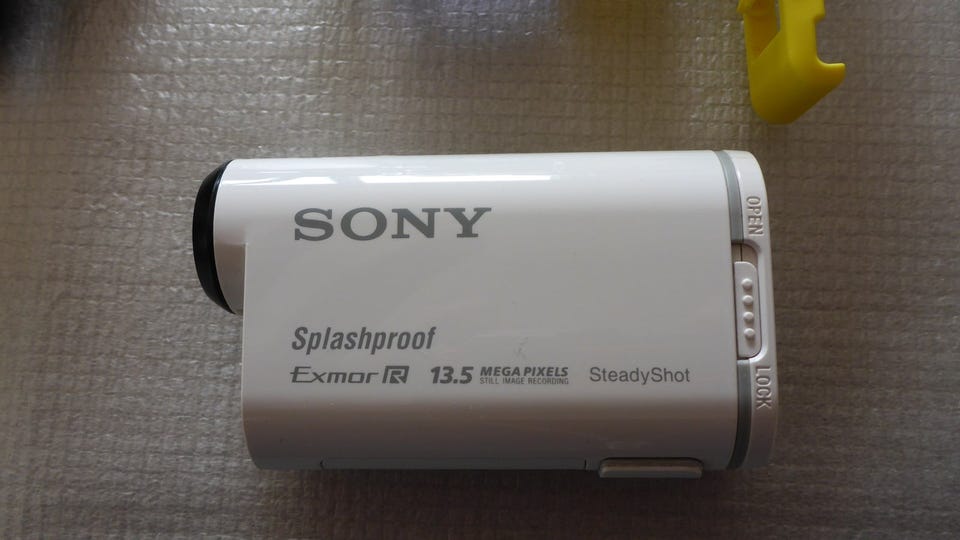 SONY
OPEN
Splashproof
Exmor R 13.5 MEGA PIXELS
STILL IMAGE RECORDING
SteadyShot
LOCK